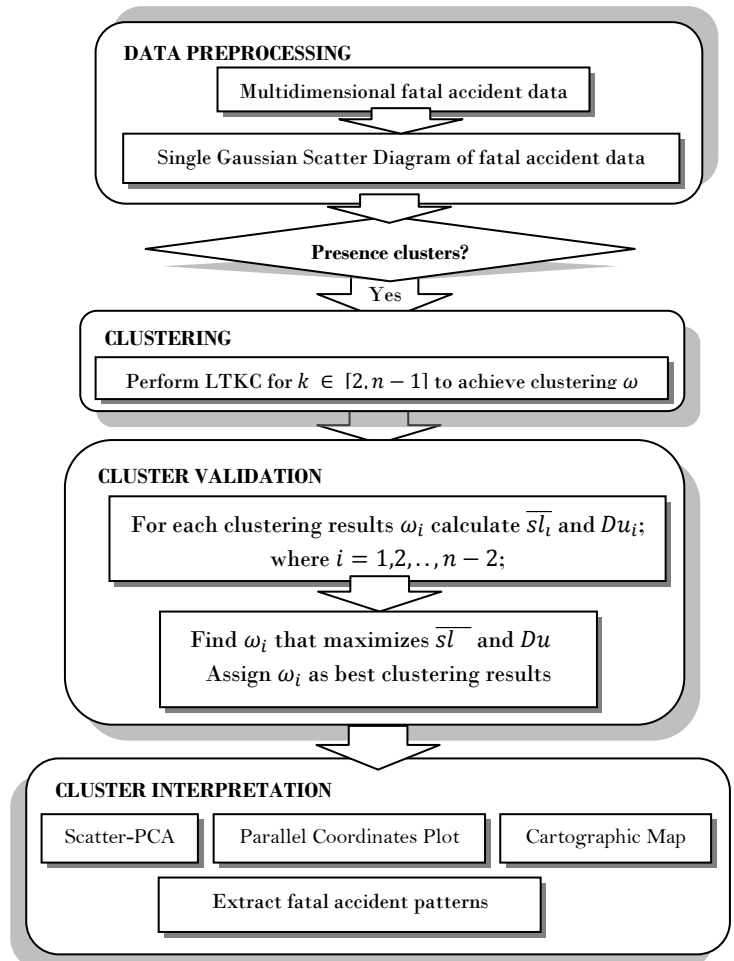 DATA PREPROCESSING
Multidimensional fatal accident data
Single Gaussian Scatter Diagram of fatal accident data
Presence clusters?
Yes
CLUSTERING
Perform LTKC for 𝑘 ∈ [2, 𝑛 − 1] to achieve clustering 𝜔
CLUSTER VALIDATION
For each clustering results 𝜔ᵢ calculate s̅l̅ᵢ and 𝐷𝑢ᵢ;
where 𝑖 = 1,2, . . , 𝑛 − 2;
Find 𝜔ᵢ that maximizes s̅l̅ and 𝐷𝑢
Assign 𝜔ᵢ as best clustering results
CLUSTER INTERPRETATION
Scatter-PCA
Parallel Coordinates Plot
Cartographic Map
Extract fatal accident patterns